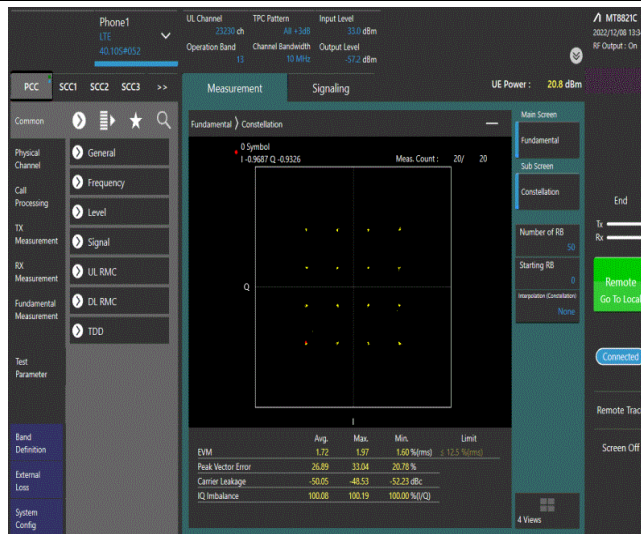 Phone1
LTE
40.105#052
UL Channel
23230 ch
TPC Pattern
All +3dB
Input Level
33.0 dBm
Operation Band
13
Channel Bandwidth
10 MHz
Output Level
-57.2 dBm
MT8821C
2022/12/08 13:34
RF Output : On
PCC SCC1 SCC2 SCC3 >>
Measurement
Signaling
UE Power : 20.8 dBm
Common
Physical
Channel
Call
Processing
TX
Measurement
RX
Measurement
Fundamental
Measurement
Test
Parameter
Band
Definition
External
Loss
System
Config
General
Frequency
Level
Signal
UL RMC
DL RMC
TDD
Fundamental Constellation
0 Symbol
I -0.9687 Q -0.9326
Meas. Count : 20/ 20
Q
I
Avg. Max. Min. Limit
EVM 1.72 1.97 1.60 %(rms) ≤ 12.5 %(rms)
Peak Vector Error 26.89 33.04 20.78 %
Carrier Leakage -50.05 -48.53 -52.23 dBc
IQ Imbalance 100.08 100.19 100.00 %(I/Q)
Main Screen
Fundamental
Sub Screen
Constellation
Number of RB
50
Starting RB
0
Interpolation (Constellation)
None
4 Views
End
Tx
Rx
Remote
Go To Local
Connected
Remote Trac
Screen Off